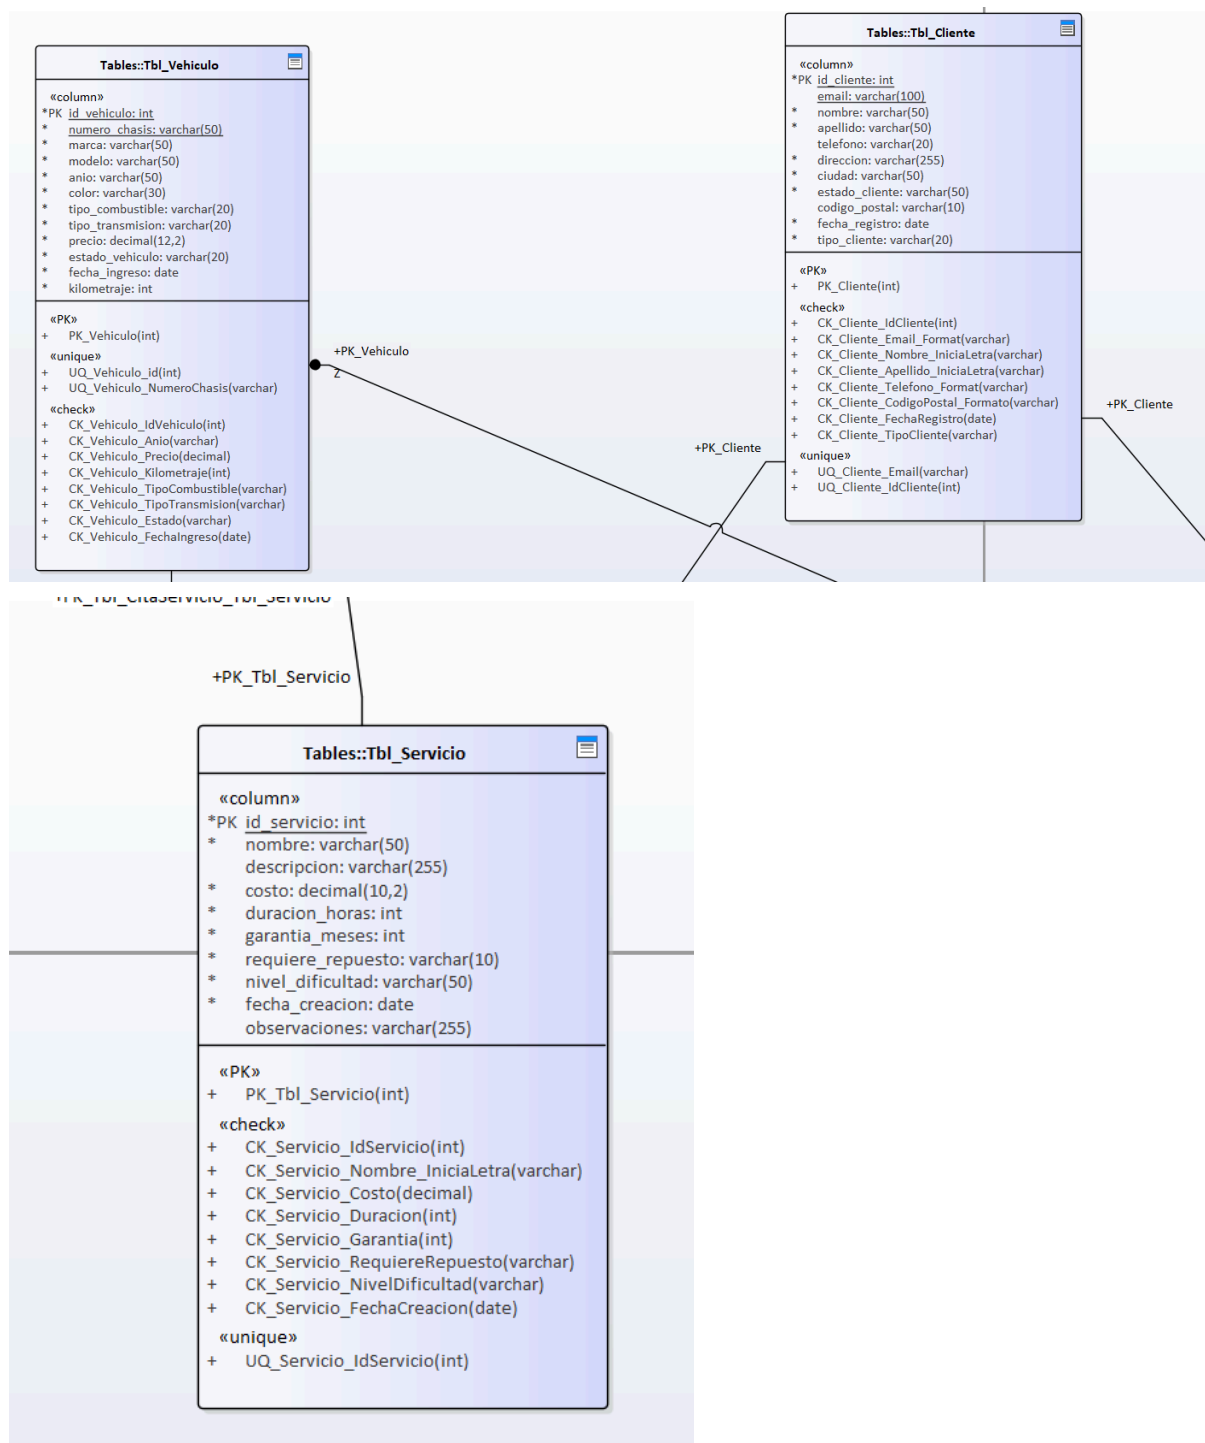 Tables::Tbl_Vehiculo
«column»
*PK id_vehiculo: int
* numero_chasis: varchar(50)
* marca: varchar(50)
* modelo: varchar(50)
* anio: varchar(50)
* color: varchar(30)
* tipo_combustible: varchar(20)
* tipo_transmision: varchar(20)
* precio: decimal(12,2)
* estado_vehiculo: varchar(20)
* fecha_ingreso: date
* kilometraje: int
«PK»
+ PK_Vehiculo(int)
«unique»
+ UQ_Vehiculo_id(int)
+ UQ_Vehiculo_NumeroChasis(varchar)
«check»
+ CK_Vehiculo_IdVehiculo(int)
+ CK_Vehiculo_Anio(varchar)
+ CK_Vehiculo_Precio(decimal)
+ CK_Vehiculo_Kilometraje(int)
+ CK_Vehiculo_TipoCombustible(varchar)
+ CK_Vehiculo_TipoTransmision(varchar)
+ CK_Vehiculo_Estado(varchar)
+ CK_Vehiculo_FechaIngreso(date)
+PK_Vehiculo
Z
Tables::Tbl_Cliente
«column»
*PK id_cliente: int
email: varchar(100)
* nombre: varchar(50)
* apellido: varchar(50)
telefono: varchar(20)
* direccion: varchar(255)
* ciudad: varchar(50)
* estado_cliente: varchar(50)
codigo_postal: varchar(10)
* fecha_registro: date
* tipo_cliente: varchar(20)
«PK»
+ PK_Cliente(int)
«check»
+ CK_Cliente_IdCliente(int)
+ CK_Cliente_Email_Format(varchar)
+ CK_Cliente_Nombre_IniciaLetra(varchar)
+ CK_Cliente_Apellido_IniciaLetra(varchar)
+ CK_Cliente_Telefono_Format(varchar)
+ CK_Cliente_CodigoPostal_Formato(varchar)
+ CK_Cliente_FechaRegistro(date)
+ CK_Cliente_TipoCliente(varchar)
«unique»
+ UQ_Cliente_Email(varchar)
+ UQ_Cliente_IdCliente(int)
+PK_Cliente
+PK_Cliente
+FK_Tbl_CitaServicio_Tbl_Servicio
+PK_Tbl_Servicio
Tables::Tbl_Servicio
«column»
*PK id_servicio: int
* nombre: varchar(50)
descripcion: varchar(255)
* costo: decimal(10,2)
* duracion_horas: int
* garantia_meses: int
* requiere_repuesto: varchar(10)
* nivel_dificultad: varchar(50)
* fecha_creacion: date
observaciones: varchar(255)
«PK»
+ PK_Tbl_Servicio(int)
«check»
+ CK_Servicio_IdServicio(int)
+ CK_Servicio_Nombre_IniciaLetra(varchar)
+ CK_Servicio_Costo(decimal)
+ CK_Servicio_Duracion(int)
+ CK_Servicio_Garantia(int)
+ CK_Servicio_RequiereRepuesto(varchar)
+ CK_Servicio_NivelDificultad(varchar)
+ CK_Servicio_FechaCreacion(date)
«unique»
+ UQ_Servicio_IdServicio(int)